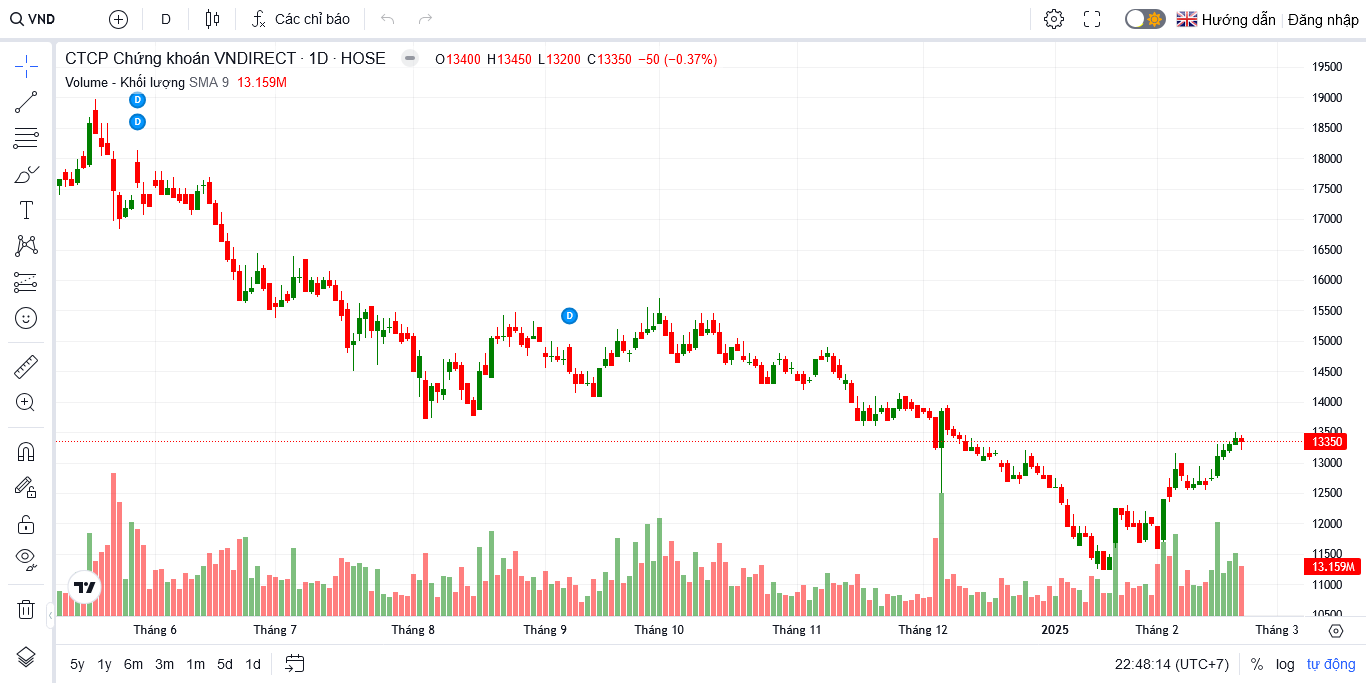 VND D Các chỉ báo Hướng dẫn Đăng nhập
CTCP Chứng khoán VNDIRECT · 1D · HOSE O13400 H13450 L13200 C13350 −50 (−0.37%)
Volume - Khối lượng SMA 9 13.159M
D
D
D
19500
19000
18500
18000
17500
17000
16500
16000
15500
15000
14500
14000
13500
13350
13000
12500
12000
11500
13.159M
11000
10500
Tháng 6 Tháng 7 Tháng 8 Tháng 9 Tháng 10 Tháng 11 Tháng 12 2025 Tháng 2 Tháng 3
5y 1y 6m 3m 1m 5d 1d 22:48:14 (UTC+7) % log tự động